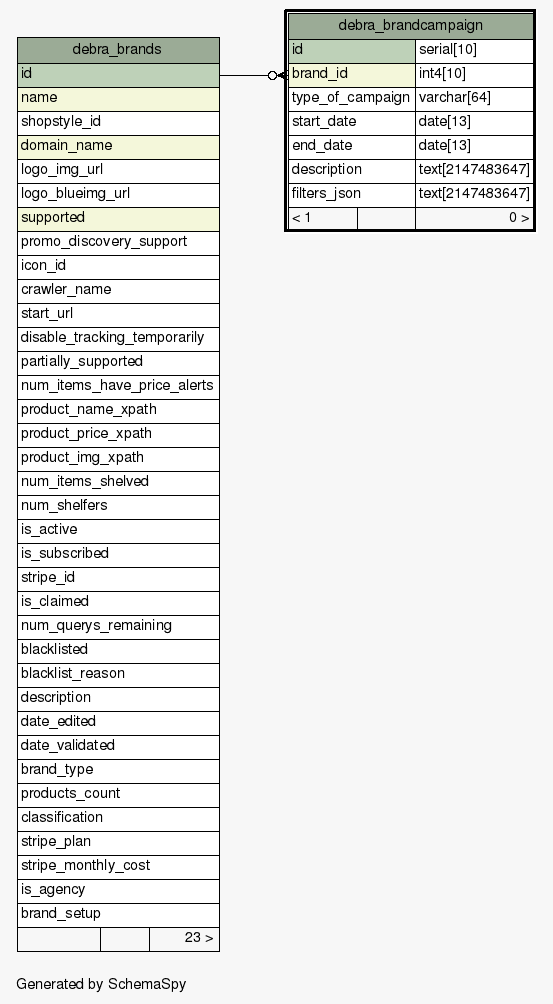 debra_brands
id
name
shopstyle_id
domain_name
logo_img_url
logo_blueimg_url
supported
promo_discovery_support
icon_id
crawler_name
start_url
disable_tracking_temporarily
partially_supported
num_items_have_price_alerts
product_name_xpath
product_price_xpath
product_img_xpath
num_items_shelved
num_shelfers
is_active
is_subscribed
stripe_id
is_claimed
num_querys_remaining
blacklisted
blacklist_reason
description
date_edited
date_validated
brand_type
products_count
classification
stripe_plan
stripe_monthly_cost
is_agency
brand_setup
23 >
debra_brandcampaign
id serial[10]
brand_id int4[10]
type_of_campaign varchar[64]
start_date date[13]
end_date date[13]
description text[2147483647]
filters_json text[2147483647]
< 1 0 >
Generated by SchemaSpy